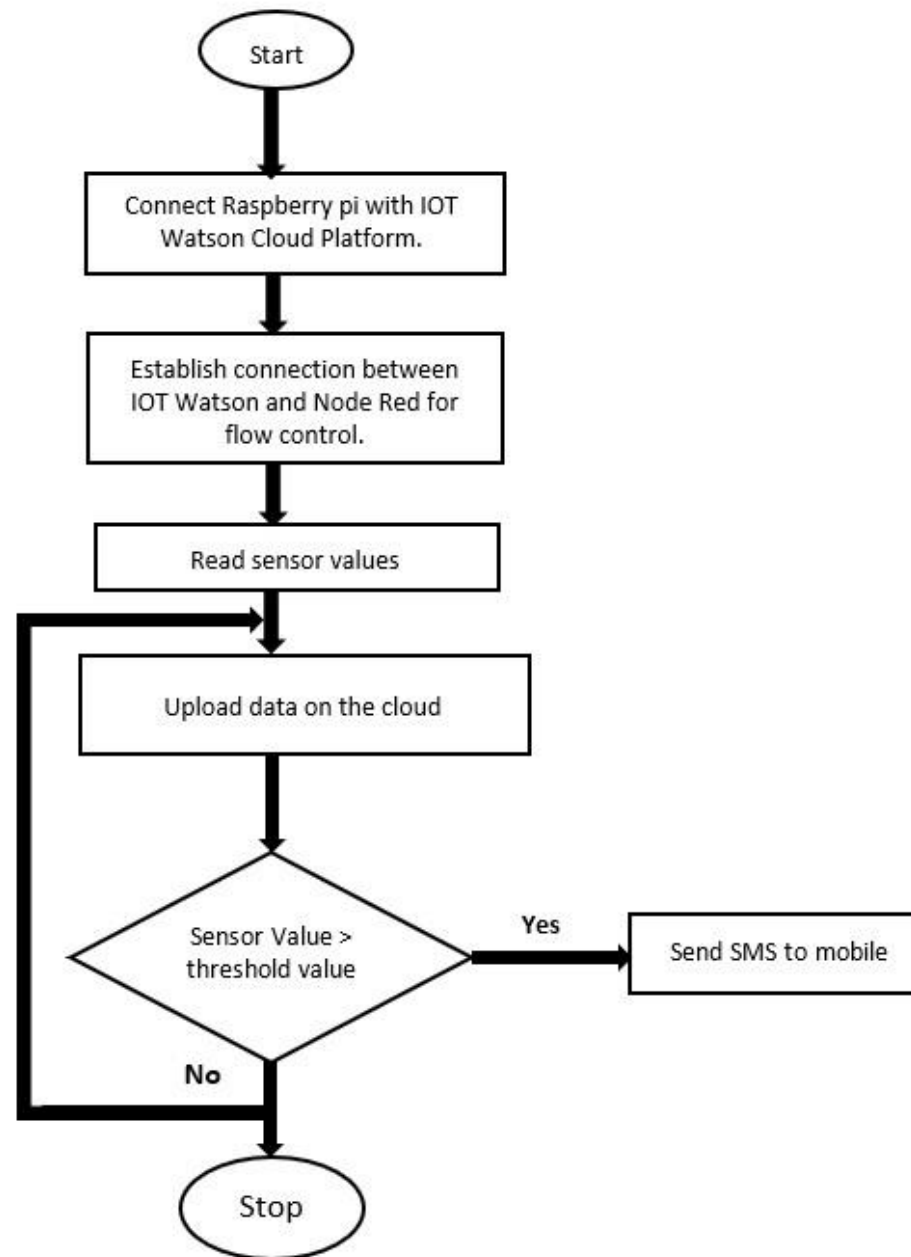 Start
Connect Raspberry pi with IOT
Watson Cloud Platform.
Establish connection between
IOT Watson and Node Red for
flow control.
Read sensor values
Upload data on the cloud
Sensor Value >
threshold value
Yes
Send SMS to mobile
No
Stop